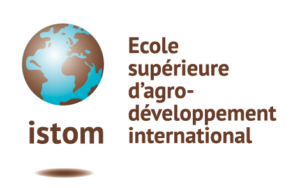 istom
Ecole
supérieure
d'agro-
développement
international